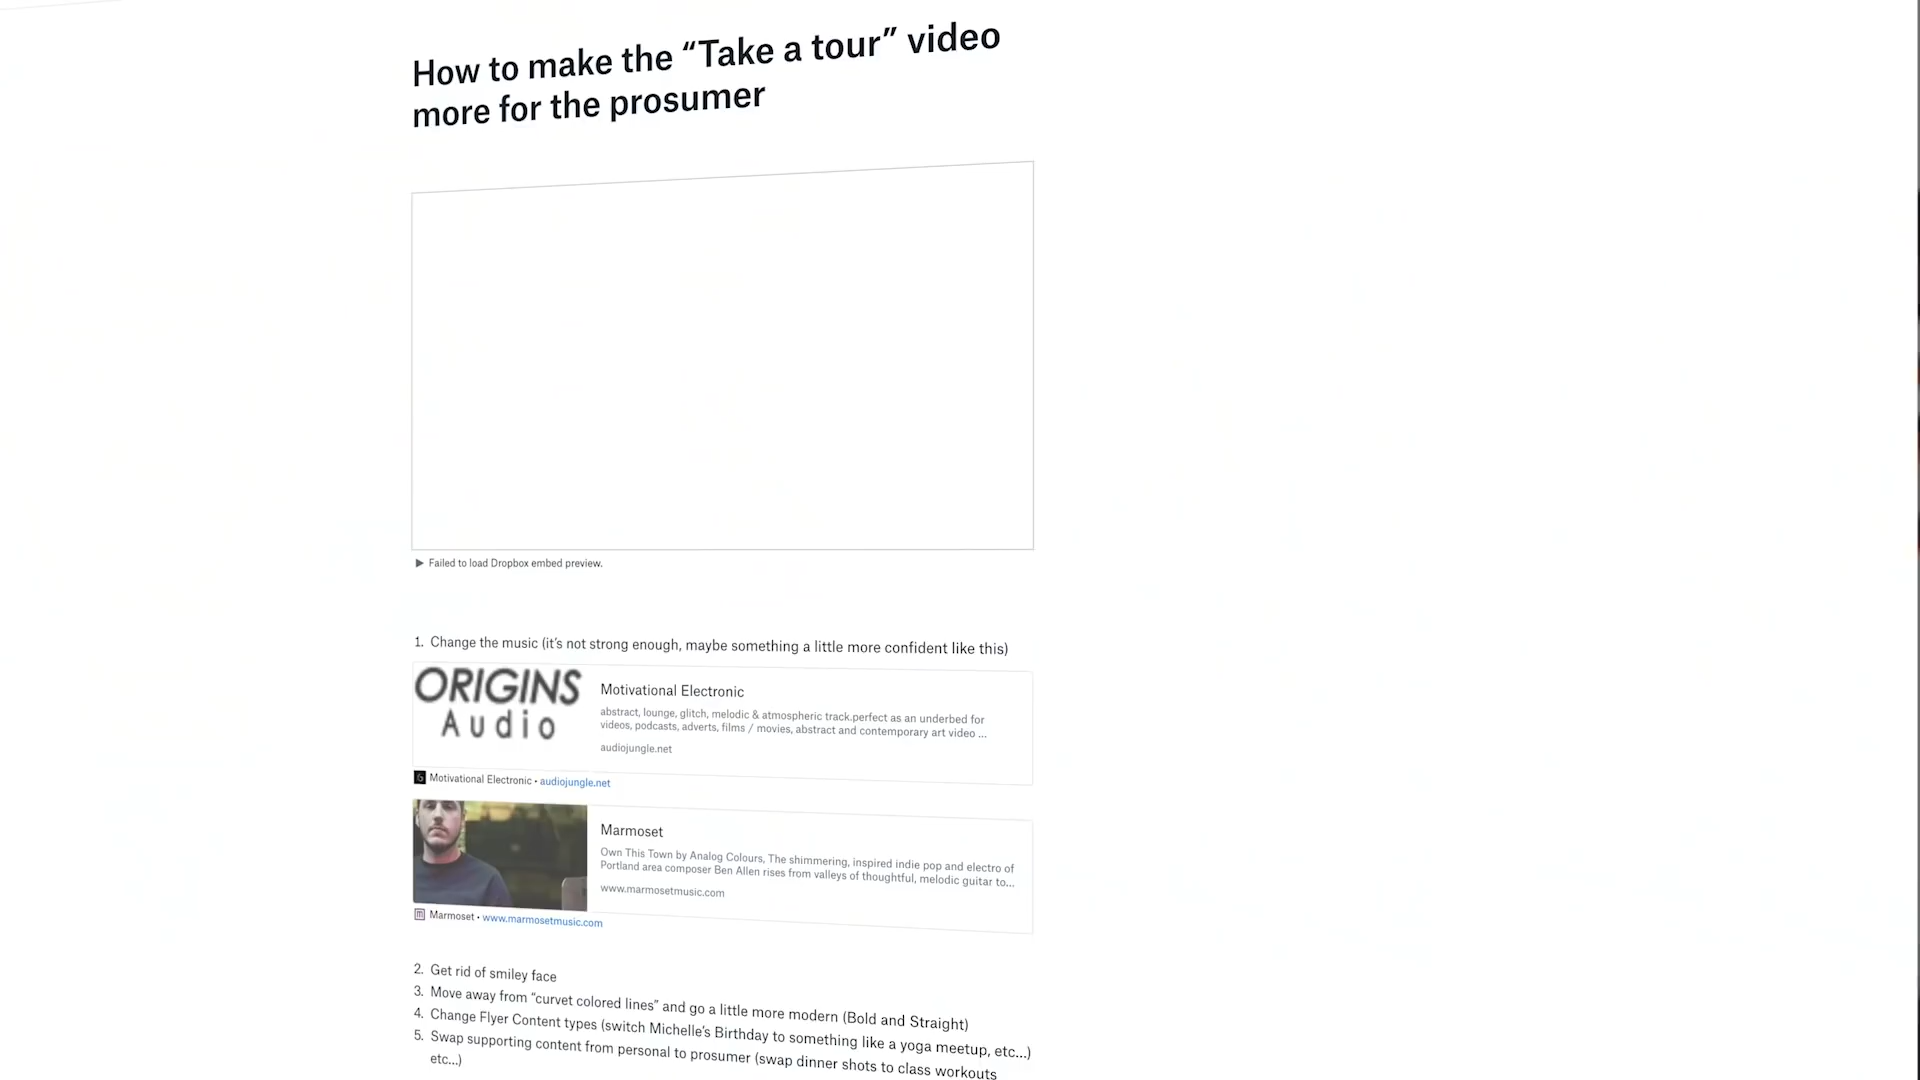 How to make the “Take a tour” video
more for the prosumer
▶ Failed to load Dropbox embed preview.
1. Change the music (it’s not strong enough, maybe something a little more confident like this)
ORIGINS
Audio
Motivational Electronic
abstract, lounge, glitch, melodic & atmospheric track.perfect as an underbed for
videos, podcasts, adverts, films / movies, abstract and contemporary art video ...
audiojungle.net
Motivational Electronic • audiojungle.net
Marmoset
Own This Town by Analog Colours, The shimmering, inspired indie pop and electro of
Portland area composer Ben Allen rises from valleys of thoughtful, melodic guitar to...
www.marmosetmusic.com
Marmoset • www.marmosetmusic.com
2. Get rid of smiley face
3. Move away from “curvet colored lines” and go a little more modern (Bold and Straight)
4. Change Flyer Content types (switch Michelle’s Birthday to something like a yoga meetup, etc...)
5. Swap supporting content from personal to prosumer (swap dinner shots to class workouts
etc...)